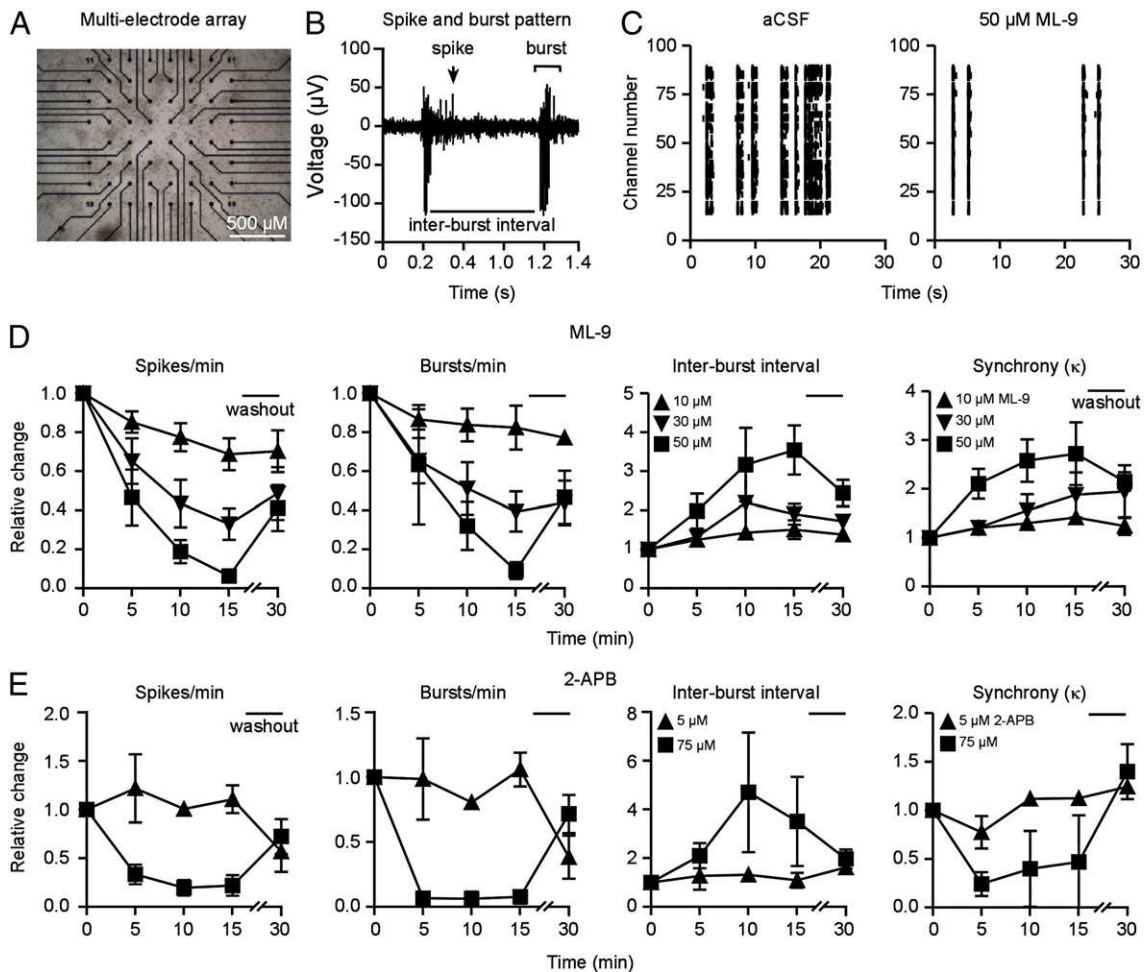 A Multi-electrode array
500 µM
B Spike and burst pattern
spike
burst
100
50
0
-50
-100
-150
Voltage (µV)
inter-burst interval
0 0.2 0.4 1.2 1.4
Time (s)
C aCSF 50 µM ML-9
100
75
50
25
0
Channel number
0 10 20 30
Time
100
75
50
25
0
0 10 20 30
s)
D ML-9
Spikes/min
washout
1.0
0.8
0.6
0.4
0.2
0.0
Relative change
0 5 10 15 30
Bursts/min
1.0
0.8
0.6
0.4
0.2
0.0
0 5 10 15 30
Inter-burst interval
10 µM
30 µM
50 µM
5
4
3
2
1
0
0 5 10 15 30
Synchrony (κ)
10 µM ML-9
30 µM
50 µM
washout
4
3
2
1
0
0 5 10 15 30
Time (min)
E 2-APB
Spikes/min
washout
2.0
1.5
1.0
0.5
0.0
Relative change
0 5 10 15 30
Bursts/min
1.5
1.0
0.5
0.0
0 5 10 15 30
Inter-burst interval
5 µM
75 µM
8
6
4
2
0
0 5 10 15 30
Synchrony (κ)
5 µM 2-APB
75 µM
2.0
1.5
1.0
0.5
0.0
0 5 10 15 30
Time (min)